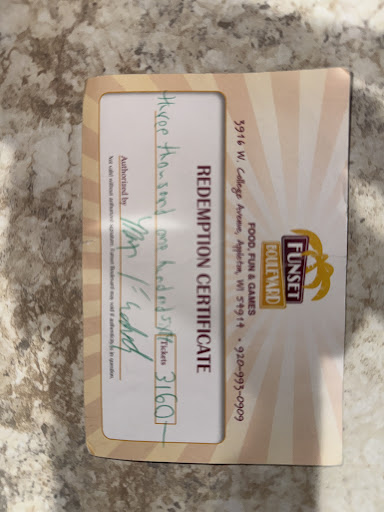 FUNSET
BOULEVARD
FOOD, FUN & GAMES
3916 W. College Avenue, Appleton, WI 54914 • 920-993-0909
REDEMPTION CERTIFICATE
three thousand one hundred sixty Tickets 3160
Authorized by
Not valid without authorized signature. Funset Boulevard may void if authenticity is in question.